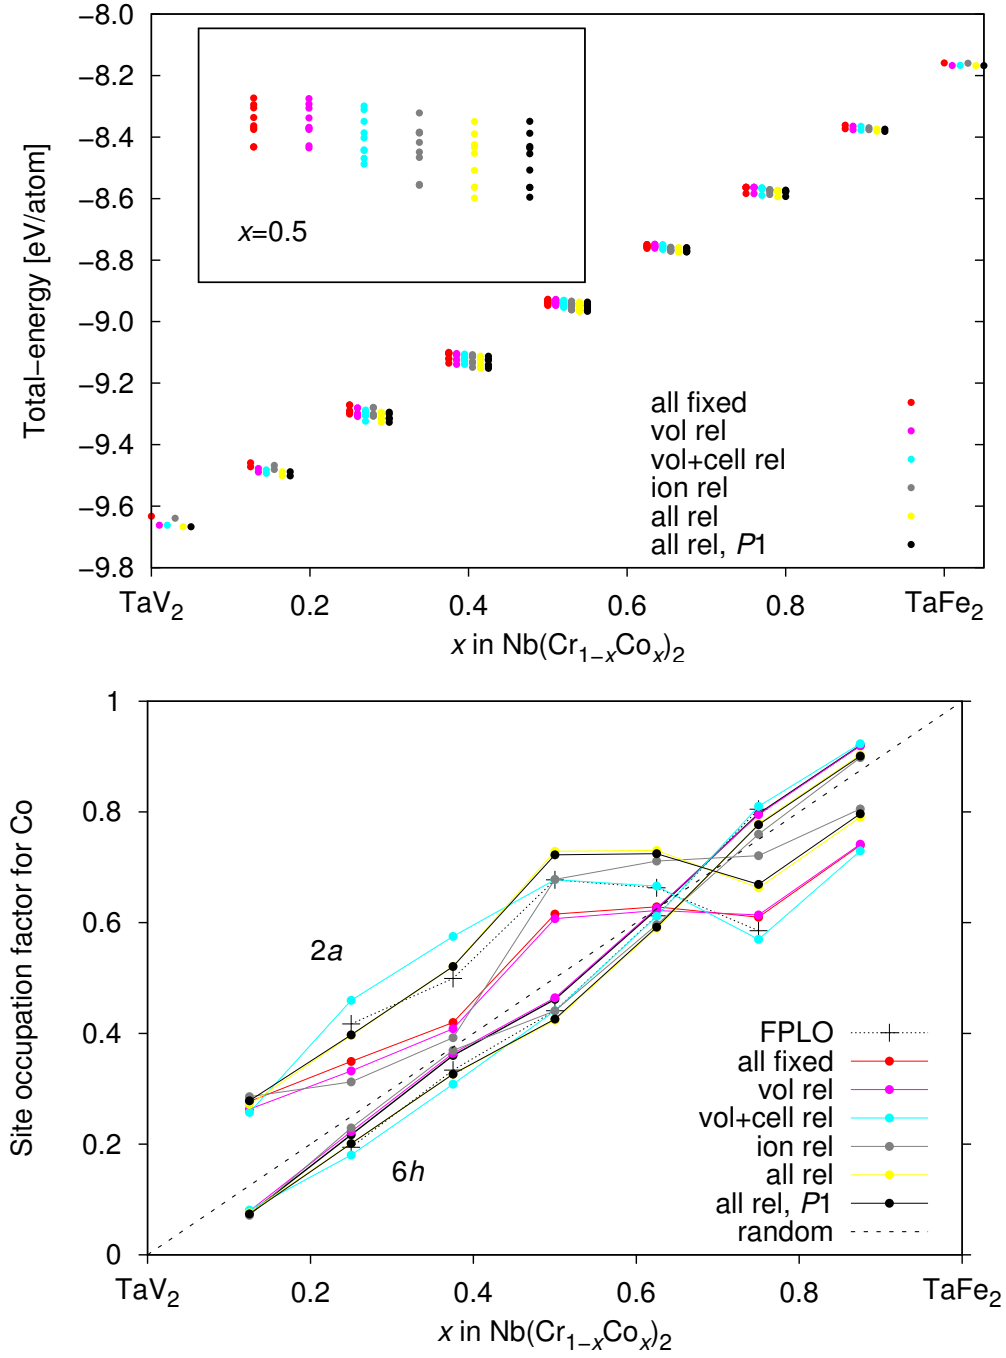 −8.0
−8.2
−8.4
−8.6
−8.8
−9.0
−9.2
−9.4
−9.6
−9.8
Total−energy [eV/atom]
x=0.5
all fixed
vol rel
vol+cell rel
ion rel
all rel
all rel, P1
TaV2 0.2 0.4 0.6 0.8 TaFe2
x in Nb(Cr1−xCox)2
1
0.8
0.6
0.4
0.2
0
Site occupation factor for Co
2a
6h
FPLO
all fixed
vol rel
vol+cell rel
ion rel
all rel
all rel, P1
random
TaV2 0.2 0.4 0.6 0.8 TaFe2
x in Nb(Cr1−xCox)2